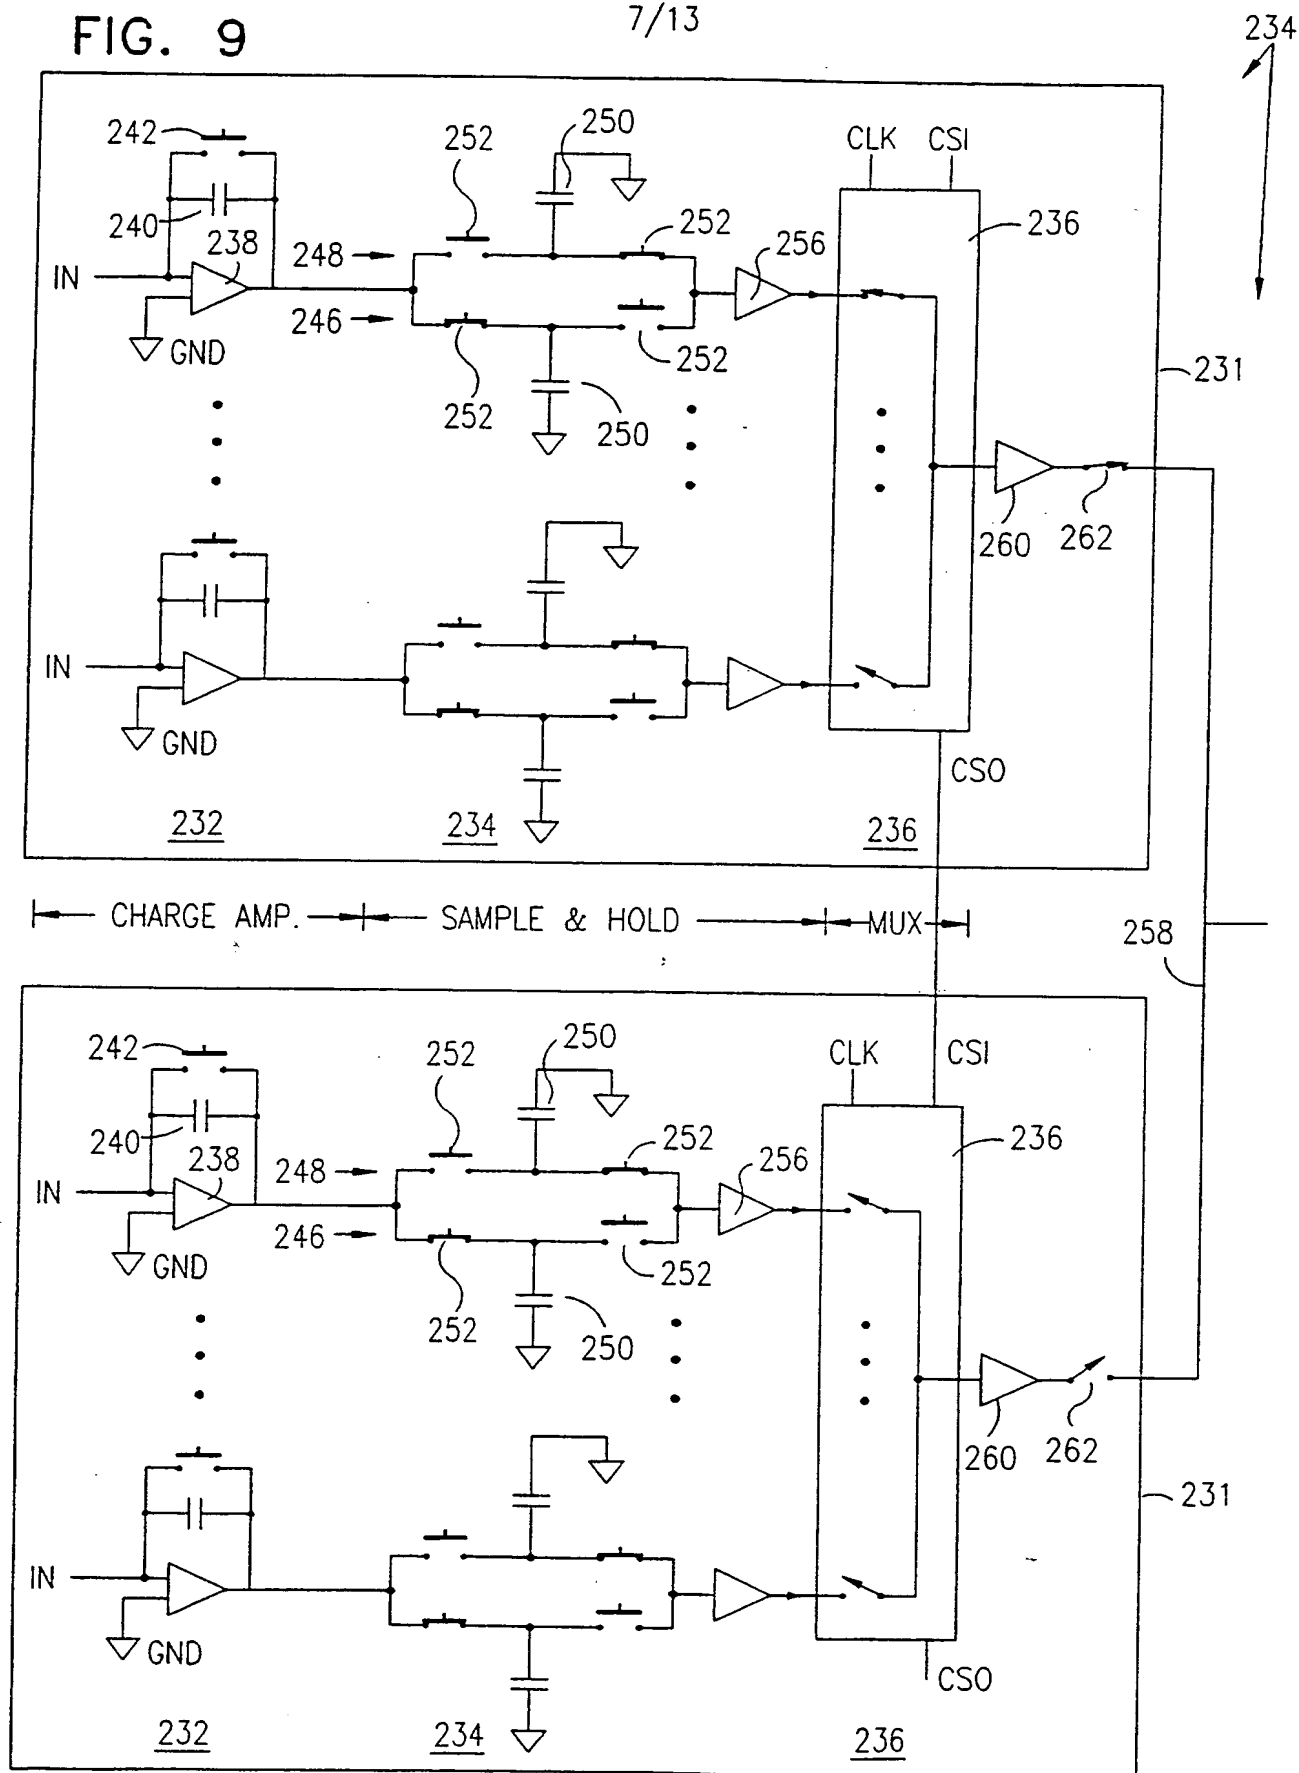 FIG. 9
7/13
234
242
252
250
CLK CSI
240
238
248
252
256
236
IN
246
GND
252
252
250
231
260
262
IN
GND
CSO
232
234
236
CHARGE AMP.
SAMPLE & HOLD
MUX
258
242
252
250
CLK
CSI
240
238
248
252
256
236
IN
246
GND
252
252
250
260
262
231
IN
GND
CSO
232
234
236